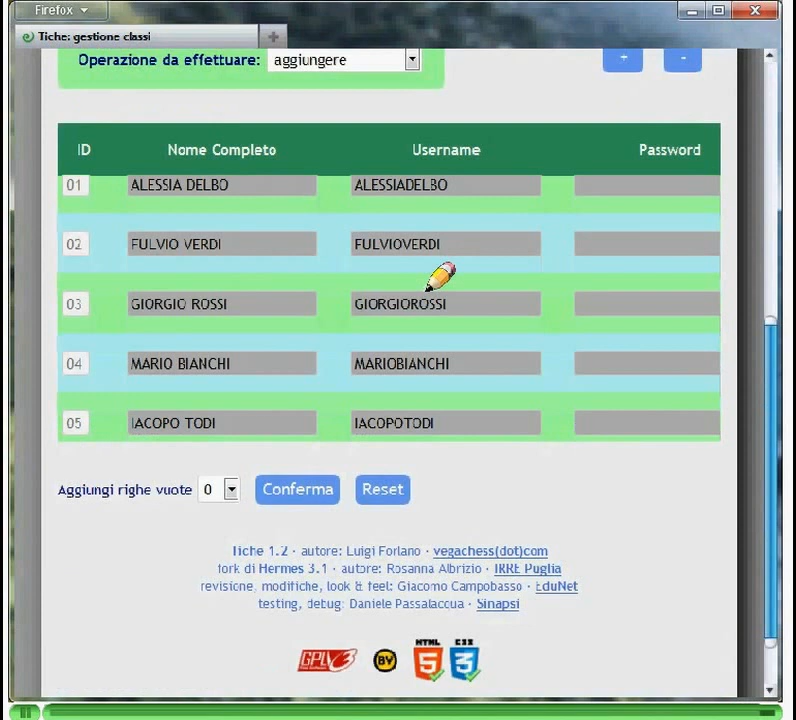 Firefox
Tiche: gestione classi
Operazione da effettuare: aggiungere
+ -
ID Nome Completo Username Password
01 ALESSIA DELBO ALESSIADELBO
02 FULVIO VERDI FULVIOVERDI
03 GIORGIO ROSSI GIORGIOROSSI
04 MARIO BIANCHI MARIOBIANCHI
05 IACOPO TODI IACOPOTODI
Aggiungi righe vuote 0 Conferma Reset
Tiche 1.2 · autore: Luigi Forlano · vegachess(dot)com
fork di Hermes 3.1 · autore: Rosanna Albrizio · IRRE Puglia
revisione, modifiche, look & feel: Giacomo Campobasso · EduNet
testing, debug: Daniele Passalacqua · Sinapsi
GPLv3 BY HTML 5 CSS 3